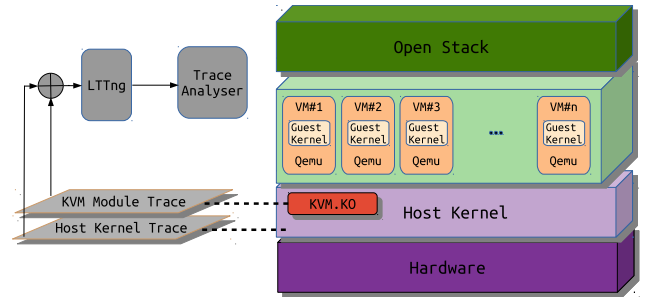 Open Stack
LTTng
Trace
Analyser
VM#1
Guest
Kernel
Qemu
VM#2
Guest
Kernel
Qemu
VM#3
Guest
Kernel
Qemu
...
VM#n
Guest
Kernel
Qemu
KVM Module Trace
KVM.KO
Host Kernel
Host Kernel Trace
Hardware